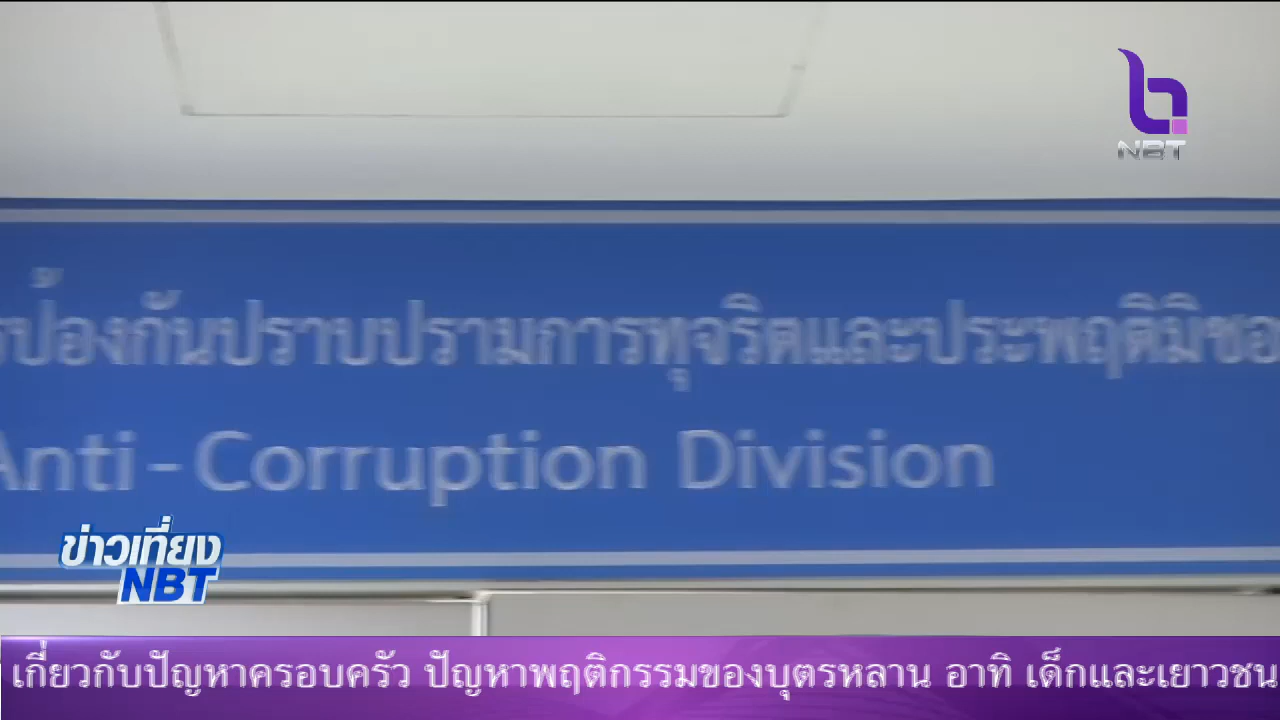 NBT
ป้องกันปราบปรามการทุจริตและประพฤติมิชอ
Anti-Corruption Division
ข่าวเที่ยง
NBT
เกี่ยวกับปัญหาครอบครัว ปัญหาพฤติกรรมของบุตรหลาน อาทิ เด็กและเยาวชน